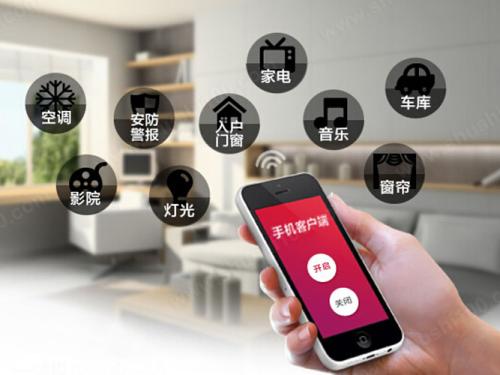 家电
车库
空调
安防
警报
入户
门窗
音乐
窗帘
影院
灯光
手机客户端
开启
关闭